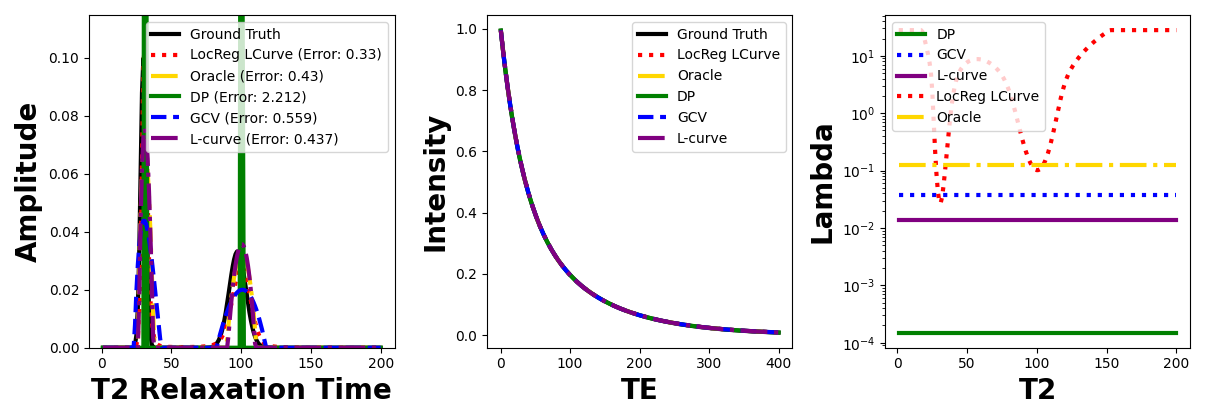 Amplitude
0.00
0.02
0.04
0.06
0.08
0.10
0
50
100
150
200
T2 Relaxation Time
Ground Truth
LocReg LCurve (Error: 0.33)
Oracle (Error: 0.43)
DP (Error: 2.212)
GCV (Error: 0.559)
L-curve (Error: 0.437)
Intensity
0.0
0.2
0.4
0.6
0.8
1.0
0
100
200
300
400
TE
Ground Truth
LocReg LCurve
Oracle
DP
GCV
L-curve
Lambda
10⁻⁴
10⁻³
10⁻²
10⁻¹
10⁰
10¹
0
50
100
150
200
T2
DP
GCV
L-curve
LocReg LCurve
Oracle